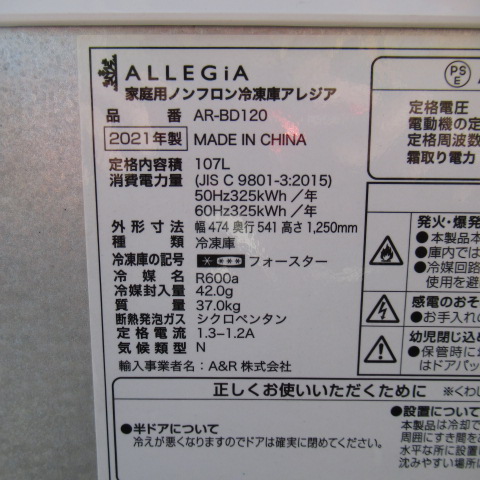 ALLEGiA
家庭用ノンフロン冷凍庫アレジア
品 番 AR-BD120
2021年製 MADE IN CHINA
定格内容積 107L
消費電力量 (JIS C 9801-3:2015)
50Hz325kWh／年
60Hz325kWh／年
外形寸法 幅474 奥行541 高さ1,250mm
種 類 冷凍庫
冷凍庫の記号 フォースター
冷 媒 名 R600a
冷媒封入量 42.0g
質 量 37.0kg
断熱発泡ガス シクロペンタン
定格電流 1.3-1.2A
気候類型 N
輸入事業者名：A&R 株式会社
PS
E
定格電圧
電動機の定
定格周波数
霜取り電力
発火・爆発
●本製品本
●庫内では
●冷媒回路
使用を避
感電のおそ
●お手入れ
幼児閉じ込め
●保管時に
はドアパッ
正しくお使いいただくために ※くわし
●半ドアについて
冷えが悪くなりますのでドアは確実に閉めてください。
●設置について
本製品は冷却で
周囲にすき間を
水平な所に設置
沈みやすい場所